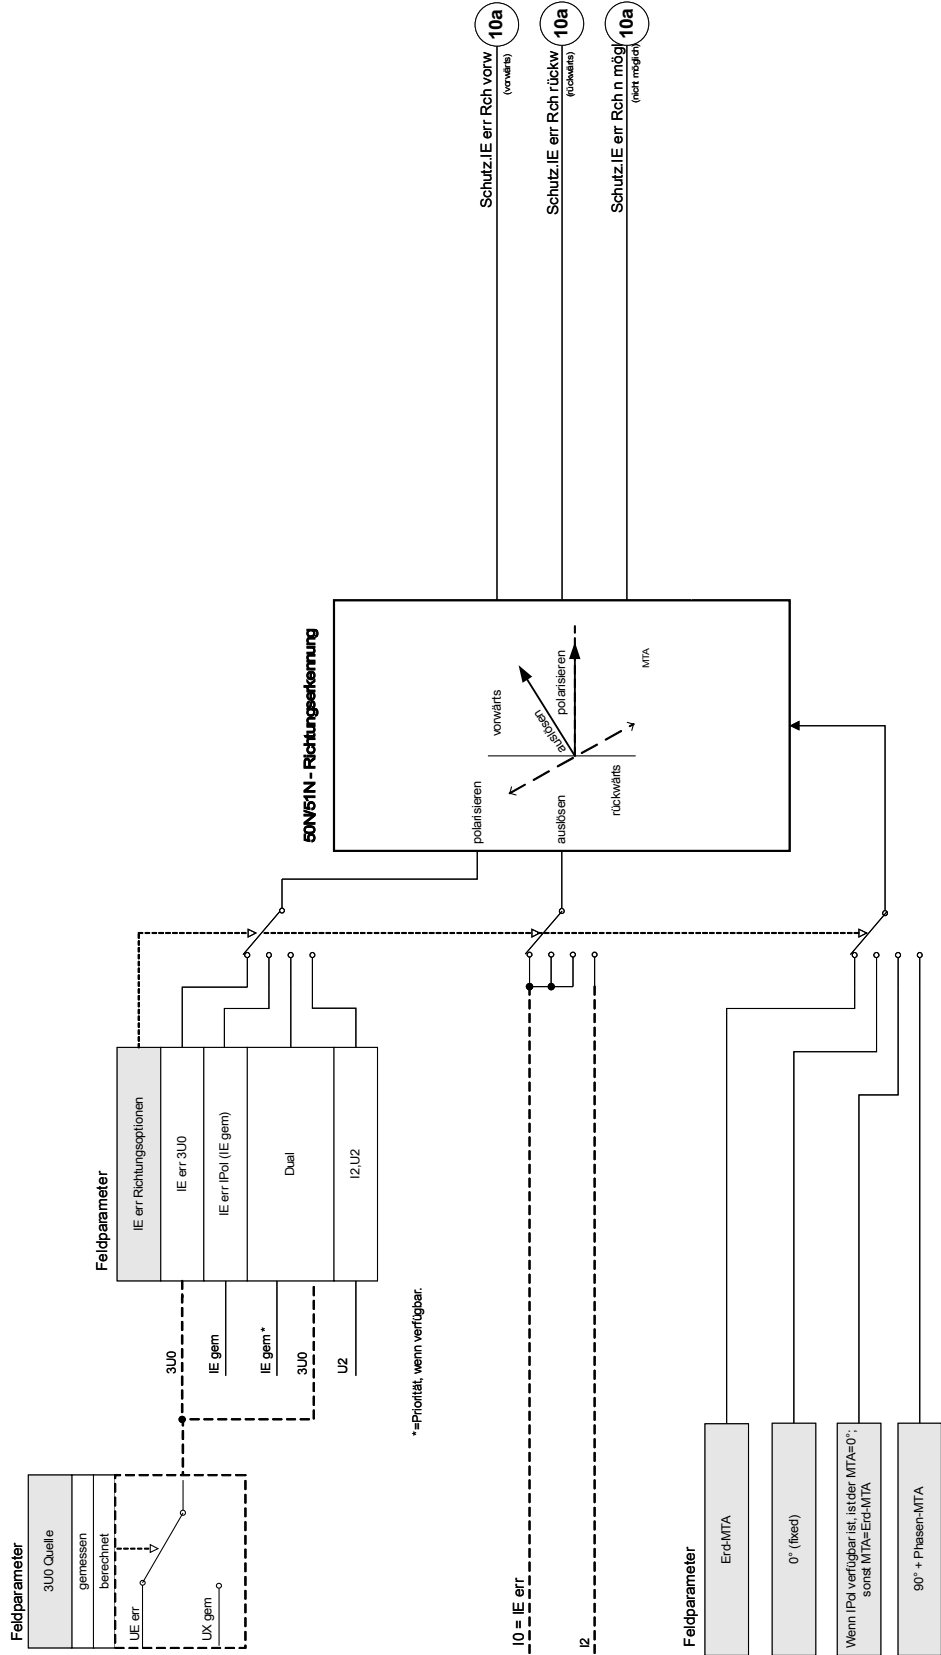 Feldparameter
3U0 Quelle
gemessen
berechnet
UE err
UX gem
Feldparameter
IE err Richtungsoptionen
IE err 3U0
IE err IPol (IE gem)
Dual
I2,U2
3U0
IE gem
IE gem *
3U0
U2
*=Priorität, wenn verfügbar.
I0 = IE err
I2
Feldparameter
Erd-MTA
0° (fixed)
Wenn IPol verfügbar ist, ist der MTA=0°;
sonst MTA=Erd-MTA
90° + Phasen-MTA
50N/51N - Richtungserkennung
polarisieren
auslösen
vorwärts
auslösen
polarisieren
rückwärts
MTA
Schutz.IE err Rch vorw
(vorwärts)
10a
Schutz.IE err Rch rückw
(rückwärts)
10a
Schutz.IE err Rch n mögl
(nicht möglich)
10a